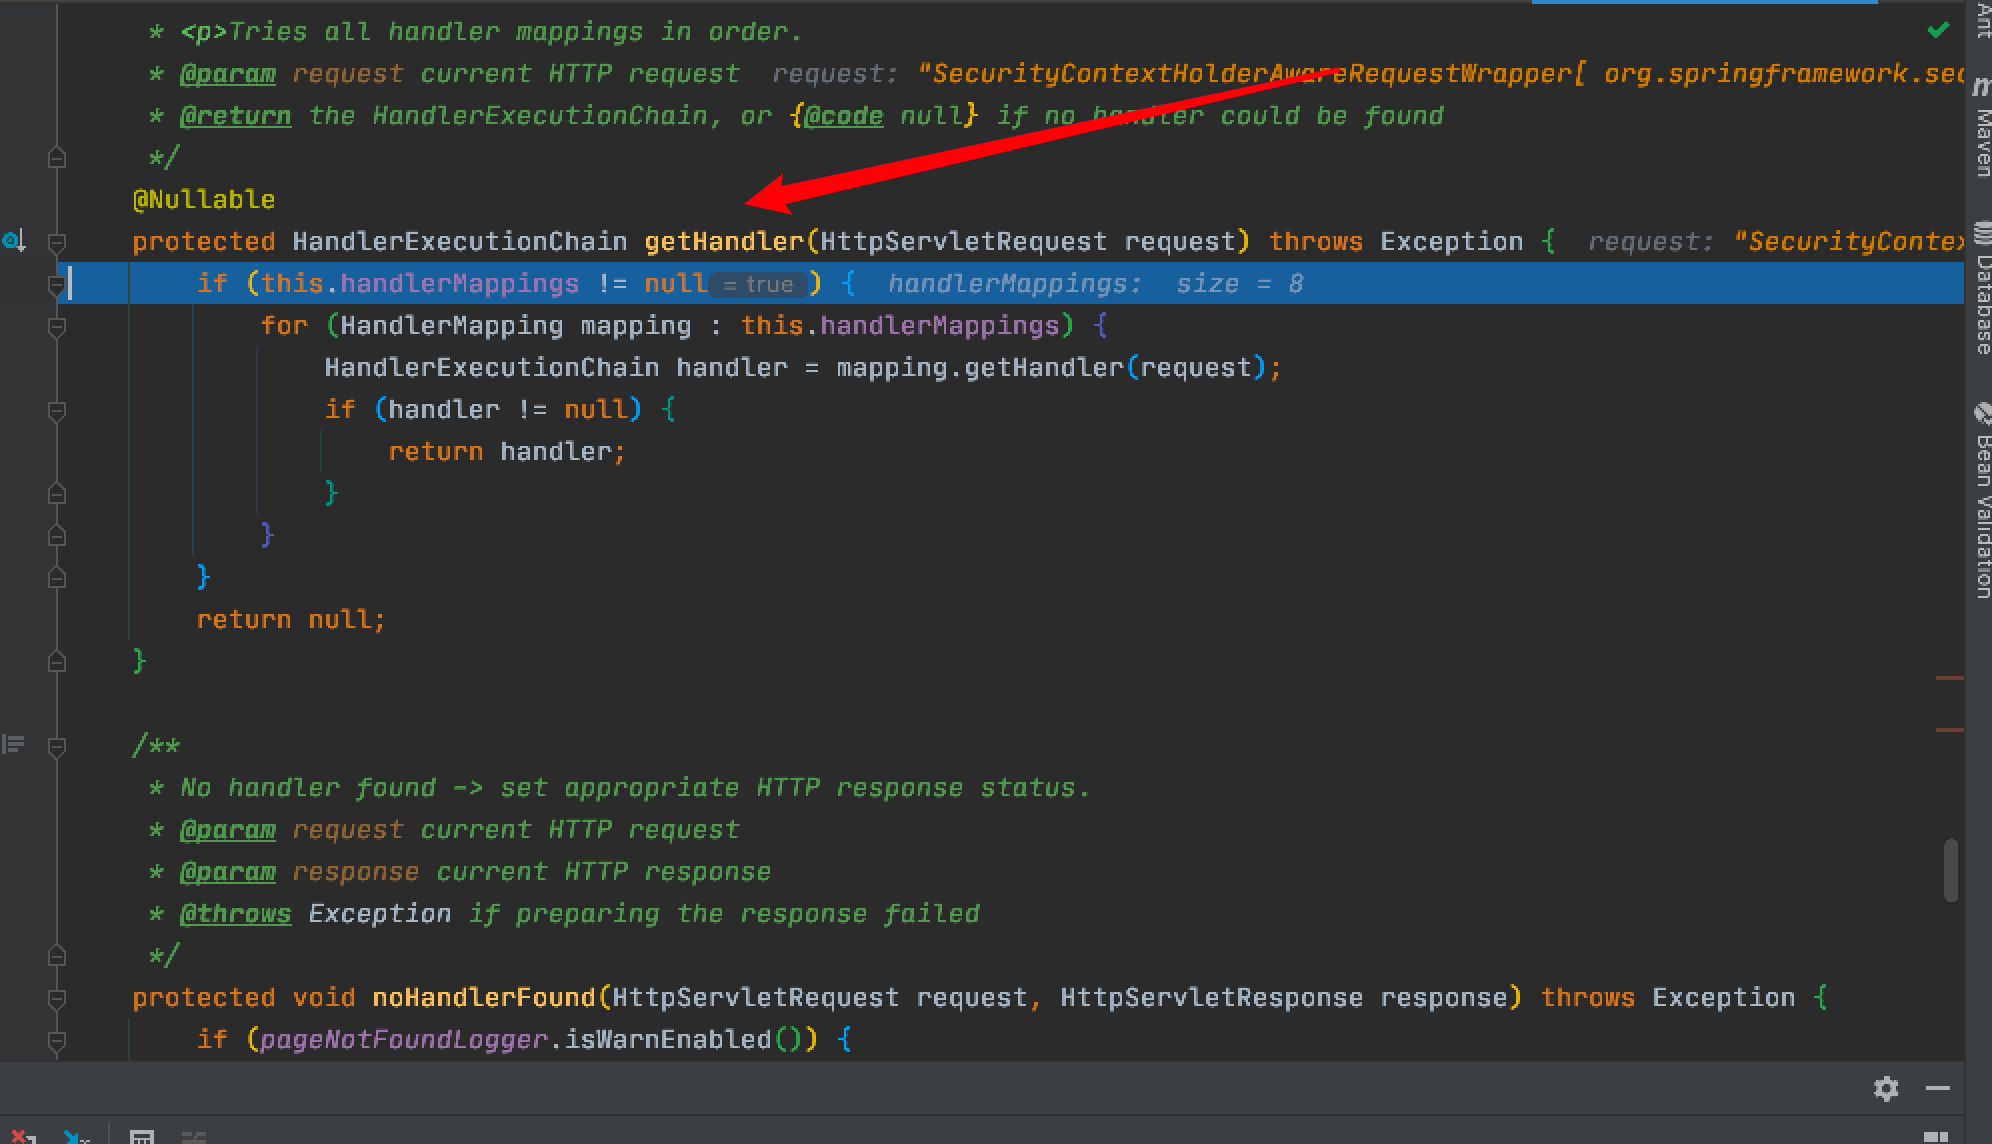 * <p>Tries all handler mappings in order.
* @param request current HTTP request request: "SecurityContextHolderAwareRequestWrapper[ org.springframework.sec
* @return the HandlerExecutionChain, or {@code null} if no handler could be found
*/
@Nullable
protected HandlerExecutionChain getHandler(HttpServletRequest request) throws Exception { request: "SecurityContex
if (this.handlerMappings != null = true ) { handlerMappings: size = 8
for (HandlerMapping mapping : this.handlerMappings) {
HandlerExecutionChain handler = mapping.getHandler(request);
if (handler != null) {
return handler;
}
}
}
return null;
}
/**
* No handler found -> set appropriate HTTP response status.
* @param request current HTTP request
* @param response current HTTP response
* @throws Exception if preparing the response failed
*/
protected void noHandlerFound(HttpServletRequest request, HttpServletResponse response) throws Exception {
if (pageNotFoundLogger.isWarnEnabled()) {
Ant
Maven
Database
Bean Validation